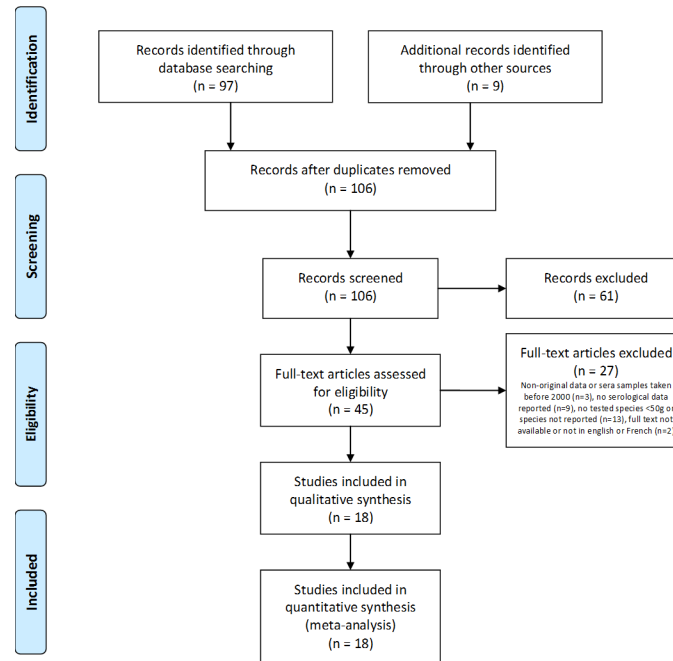 Identification
Records identified through
database searching
(n = 97)
Additional records identified
through other sources
(n = 9)
Records after duplicates removed
(n = 106)
Screening
Records screened
(n = 106)
Records excluded
(n = 61)
Eligibility
Full-text articles assessed
for eligibility
(n = 45)
Full-text articles excluded
(n = 27)
Non-original data or sera samples taken
before 2000 (n=3), no serological data
reported (n=9), no tested species <50g or
species not reported (n=13), full text not
available or not in english or French (n=2)
Studies included in
qualitative synthesis
(n = 18)
Included
Studies included in
quantitative synthesis
(meta-analysis)
(n = 18)